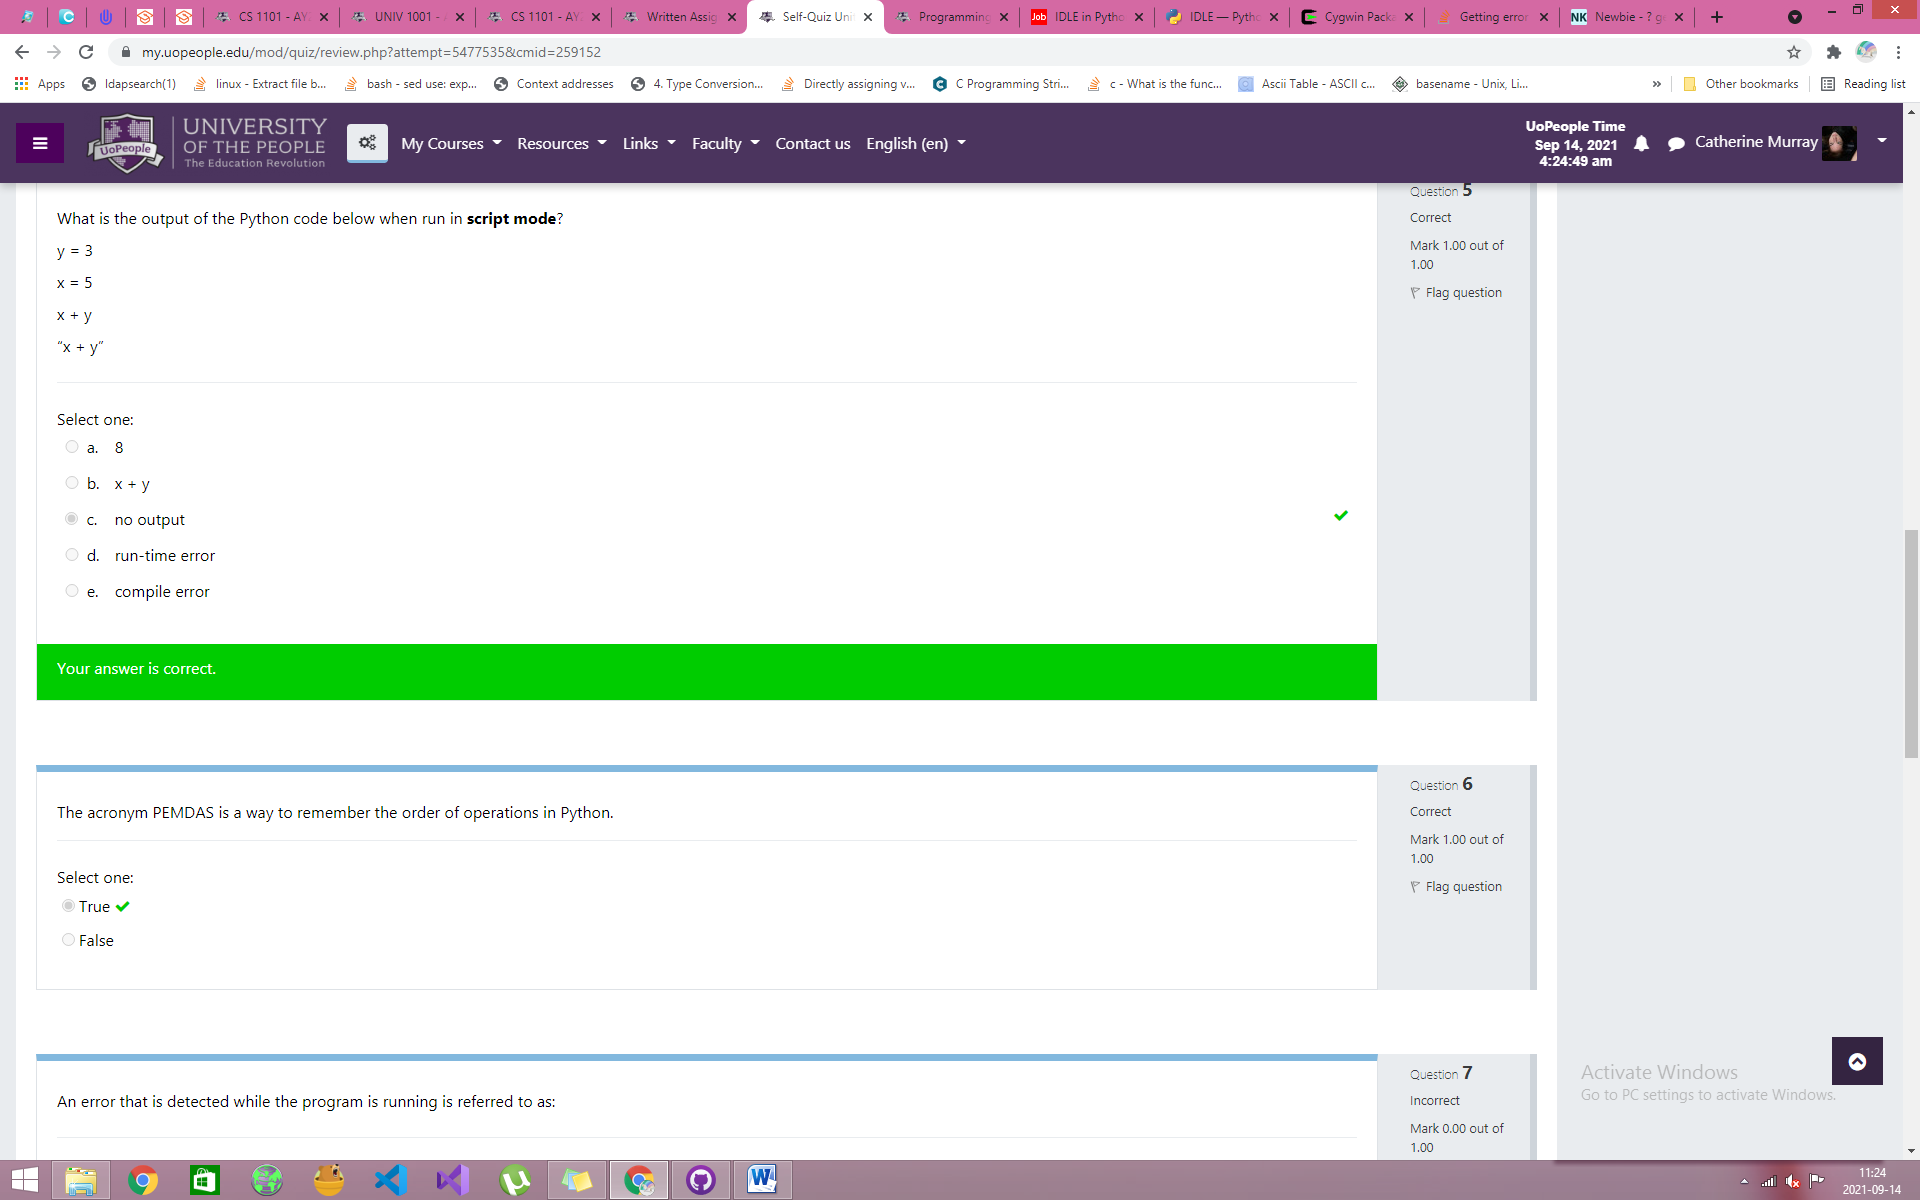 CS 1101 - AY
UNIV 1001 -
CS 1101 - AY
Written Assig
Self-Quiz Uni
Programming
Job
IDLE in Pytho
IDLE — Pytho
Cygwin Packa
Getting error
NK
Newbie - ? ge
my.uopeople.edu/mod/quiz/review.php?attempt=5477535&cmid=259152
Apps
ldapsearch(1)
linux - Extract file b...
bash - sed use: exp...
Context addresses
4. Type Conversion...
Directly assigning v...
C Programming Stri...
c - What is the func...
Ascii Table - ASCII c...
basename - Unix, Li...
»
Other bookmarks
Reading list
UoPeople
UNIVERSITY
OF THE PEOPLE
The Education Revolution
My Courses
Resources
Links
Faculty
Contact us
English (en)
UoPeople Time
Sep 14, 2021
4:24:49 am
Catherine Murray
Question 5
Correct
Mark 1.00 out of
1.00
Flag question
What is the output of the Python code below when run in script mode?
y = 3
x = 5
x + y
“x + y”
Select one:
a. 8
b. x + y
c. no output
d. run-time error
e. compile error
Your answer is correct.
Question 6
Correct
Mark 1.00 out of
1.00
Flag question
The acronym PEMDAS is a way to remember the order of operations in Python.
Select one:
True
False
Question 7
Incorrect
Mark 0.00 out of
1.00
An error that is detected while the program is running is referred to as:
Activate Windows
Go to PC settings to activate Windows.
11:24
2021-09-14